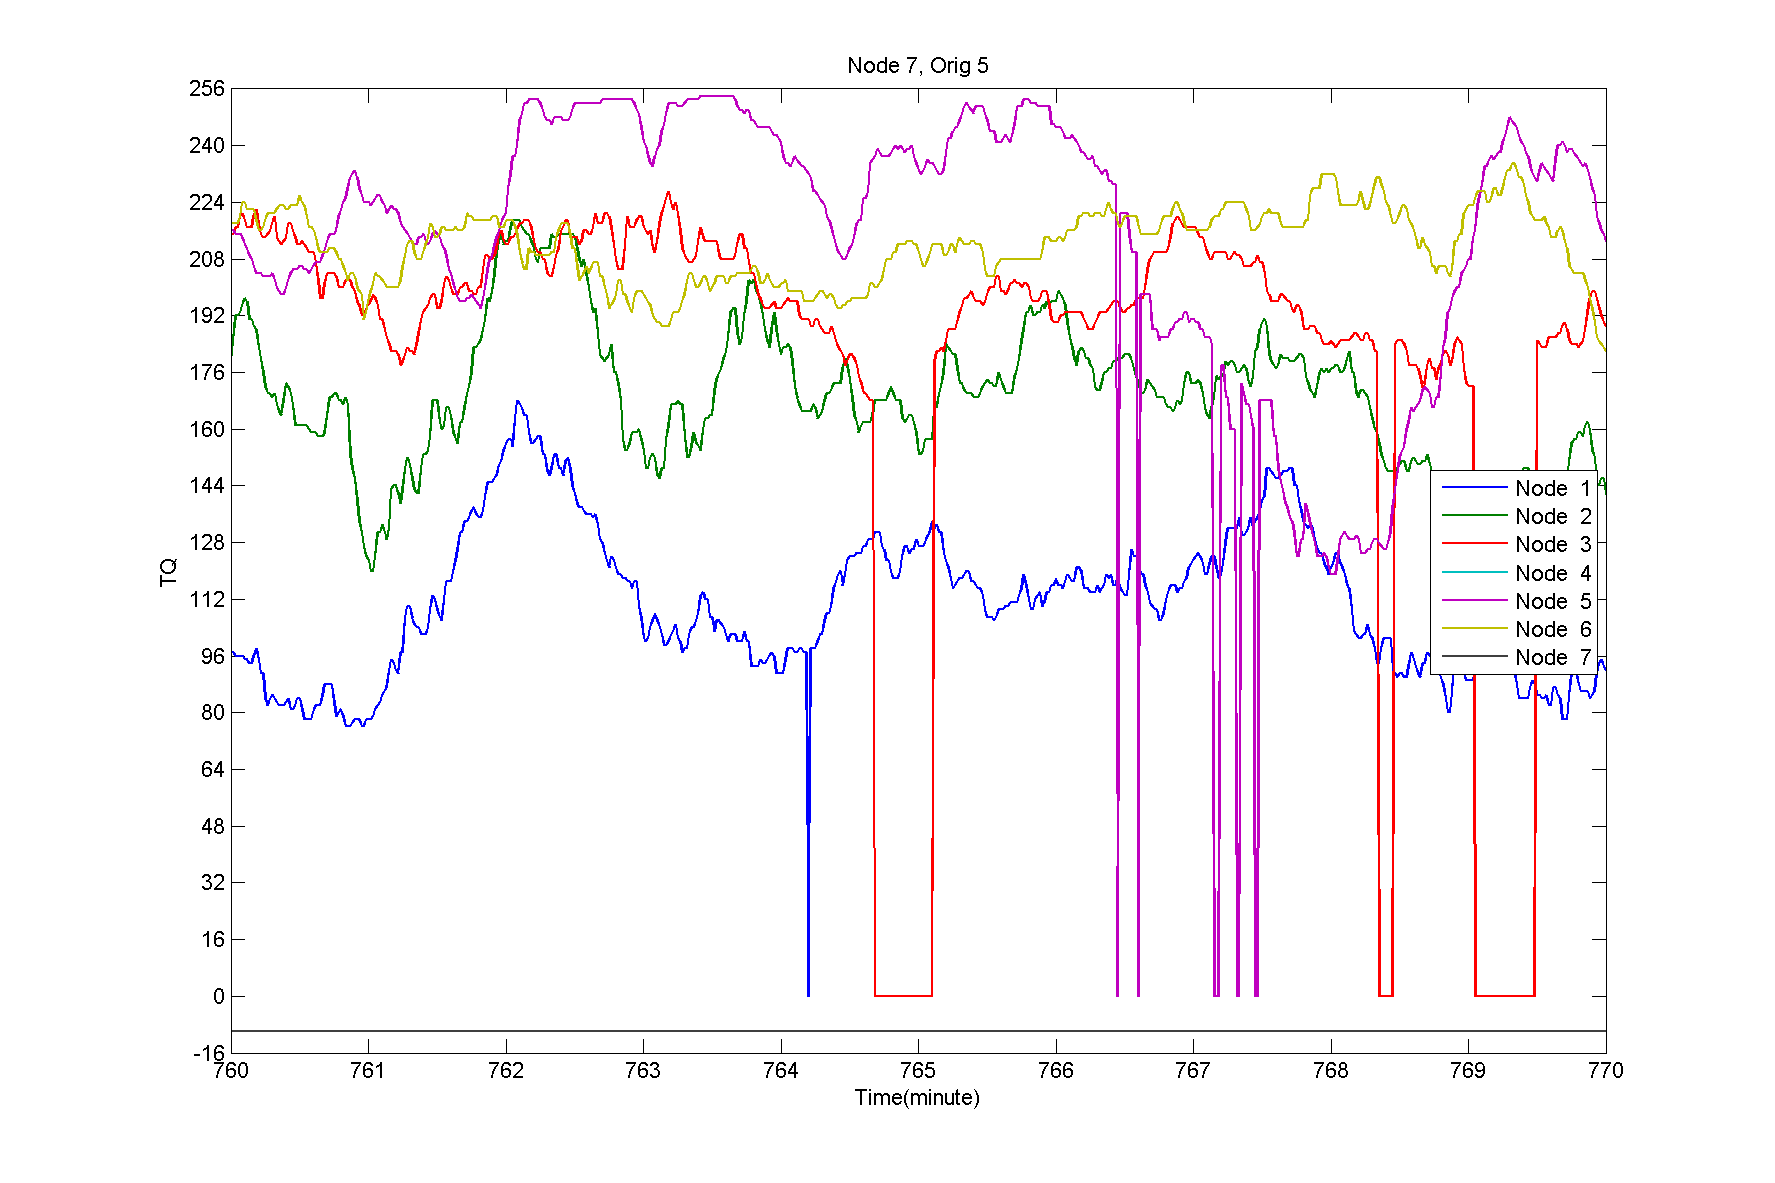 Node 7, Orig 5
256
240
224
208
192
176
160
144
128
112
96
80
64
48
32
16
0
-16
TQ
Node 1
Node 2
Node 3
Node 4
Node 5
Node 6
Node 7
760 761 762 763 764 765 766 767 768 769 770
Time(minute)